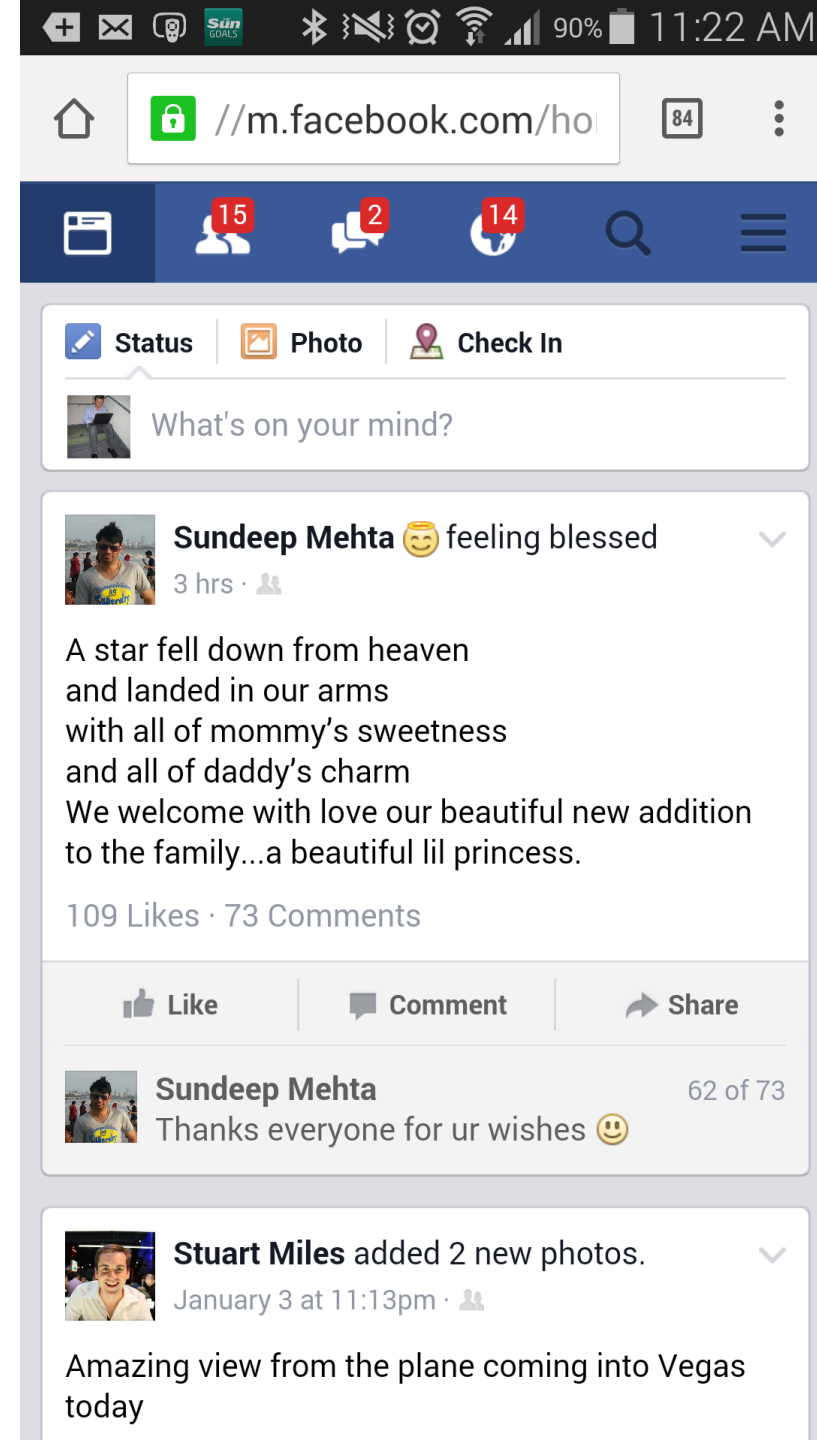 Sun
GOALS
90%
11:22 AM
//m.facebook.com/ho
84
15
2
14
Status
Photo
Check In
What's on your mind?
Sundeep Mehta 😇 feeling blessed
3 hrs ·
A star fell down from heaven
and landed in our arms
with all of mommy’s sweetness
and all of daddy’s charm
We welcome with love our beautiful new addition
to the family...a beautiful lil princess.
109 Likes · 73 Comments
Like
Comment
Share
Sundeep Mehta
62 of 73
Thanks everyone for ur wishes 🙂
Stuart Miles added 2 new photos.
January 3 at 11:13pm ·
Amazing view from the plane coming into Vegas
today